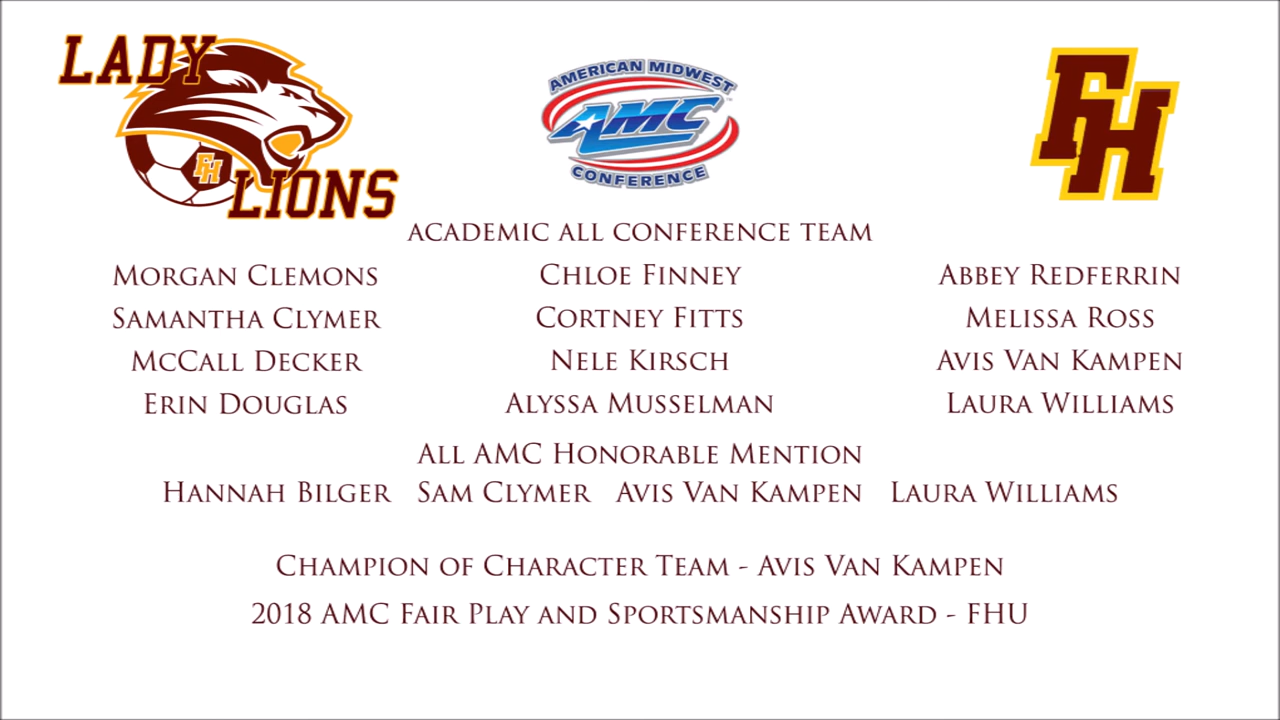 LADY
LIONS
FH
AMERICAN MIDWEST
AMC
CONFERENCE
FH
ACADEMIC ALL CONFERENCE TEAM
MORGAN CLEMONS CHLOE FINNEY ABBEY REDFERRIN
SAMANTHA CLYMER CORTNEY FITTS MELISSA ROSS
MCCALL DECKER NELE KIRSCH AVIS VAN KAMPEN
ERIN DOUGLAS ALYSSA MUSSELMAN LAURA WILLIAMS
ALL AMC HONORABLE MENTION
HANNAH BILGER SAM CLYMER AVIS VAN KAMPEN LAURA WILLIAMS
CHAMPION OF CHARACTER TEAM - AVIS VAN KAMPEN
2018 AMC FAIR PLAY AND SPORTSMANSHIP AWARD - FHU